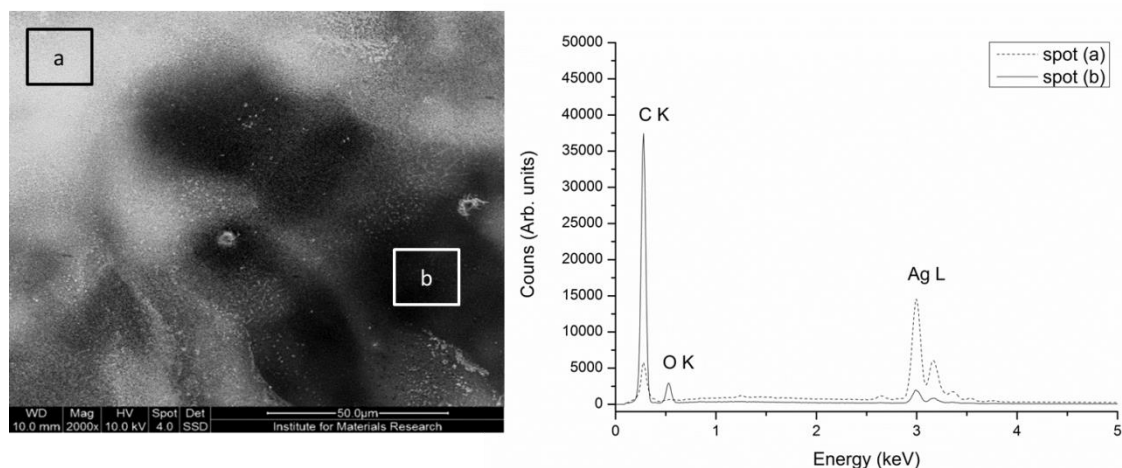 a
b
WD Mag HV Spot Det 50.0µm
10.0 mm 2000x 10.0 kV 4.0 SSD Institute for Materials Research
50000
45000
40000
35000
30000
25000
20000
15000
10000
5000
0
Couns (Arb. units)
C K
O K
Ag L
spot (a)
spot (b)
0 1 2 3 4 5
Energy (keV)